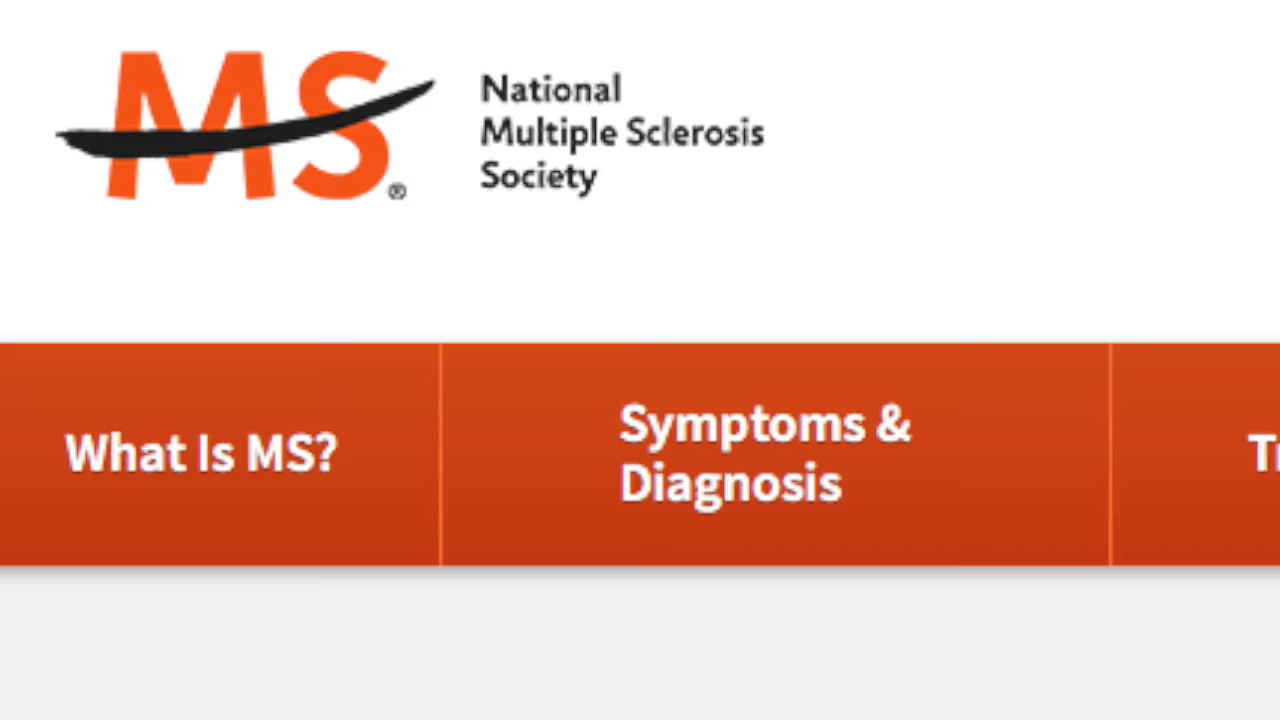 MS®
National
Multiple Sclerosis
Society
What Is MS?
Symptoms &
Diagnosis